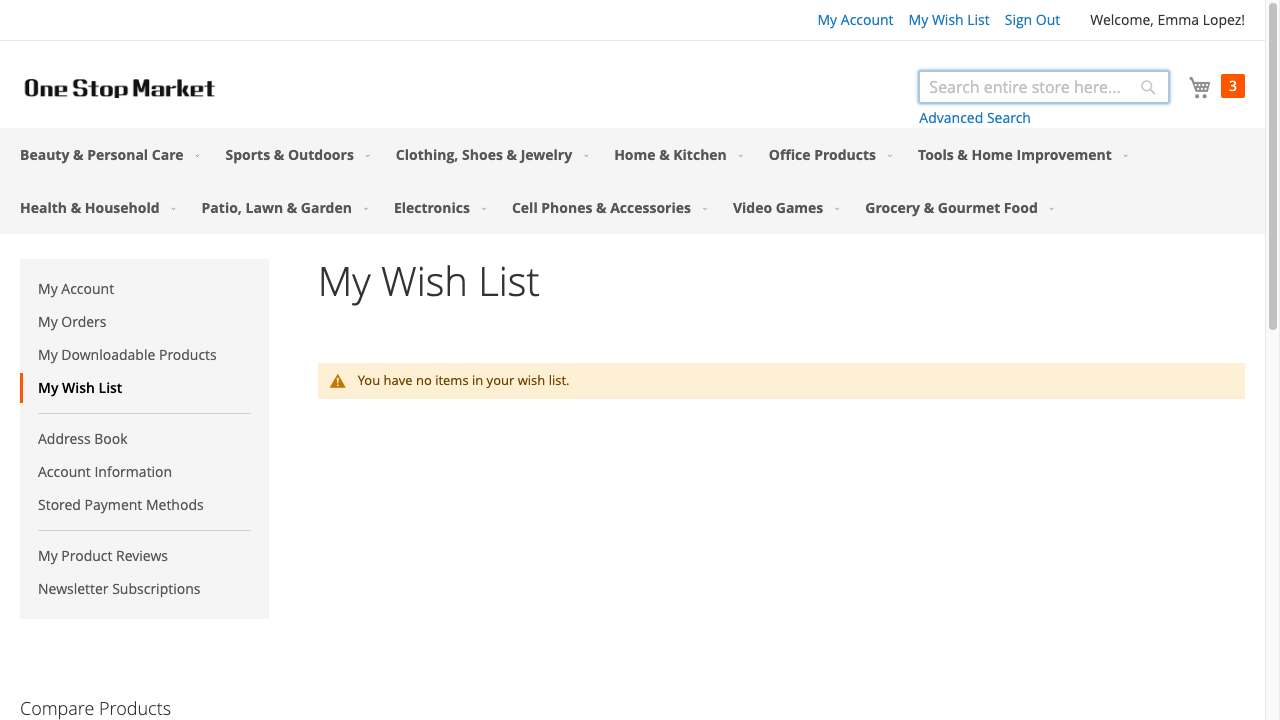 My Account My Wish List Sign Out Welcome, Emma Lopez!
One Stop Market
Search entire store here...
3
Advanced Search
Beauty & Personal Care Sports & Outdoors Clothing, Shoes & Jewelry Home & Kitchen Office Products Tools & Home Improvement
Health & Household Patio, Lawn & Garden Electronics Cell Phones & Accessories Video Games Grocery & Gourmet Food
My Account
My Orders
My Downloadable Products
My Wish List
Address Book
Account Information
Stored Payment Methods
My Product Reviews
Newsletter Subscriptions
My Wish List
You have no items in your wish list.
Compare Products